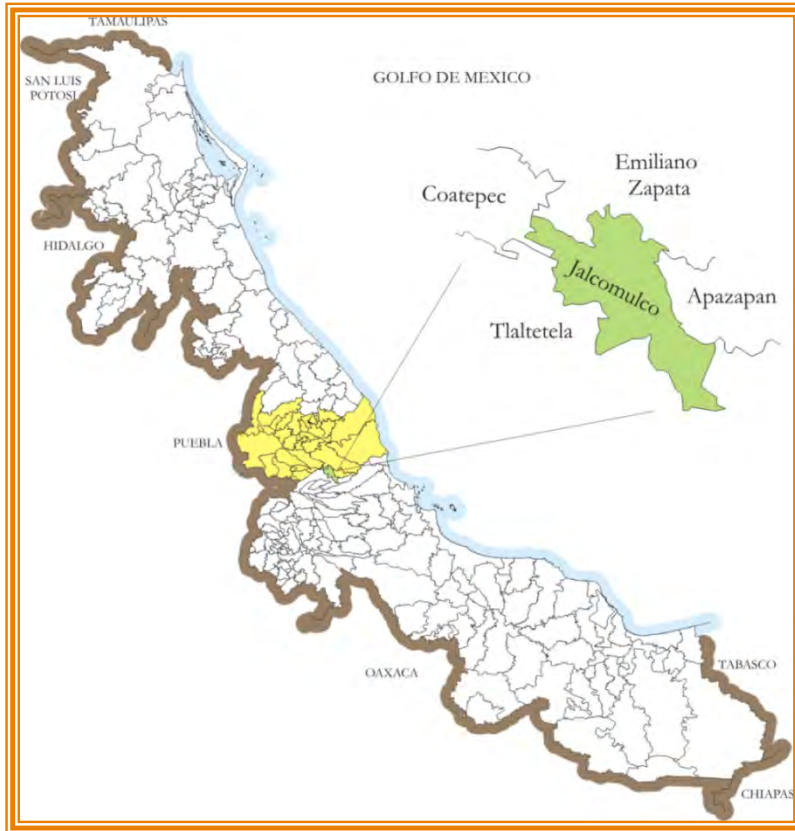 TAMAULIPAS
SAN LUIS
POTOSI
GOLFO DE MEXICO
Emiliano
Zapata
Coatepec
HIDALGO
Jalcomulco
Apazapan
Tlaltetela
PUEBLA
OAXACA
TABASCO
CHIAPAS